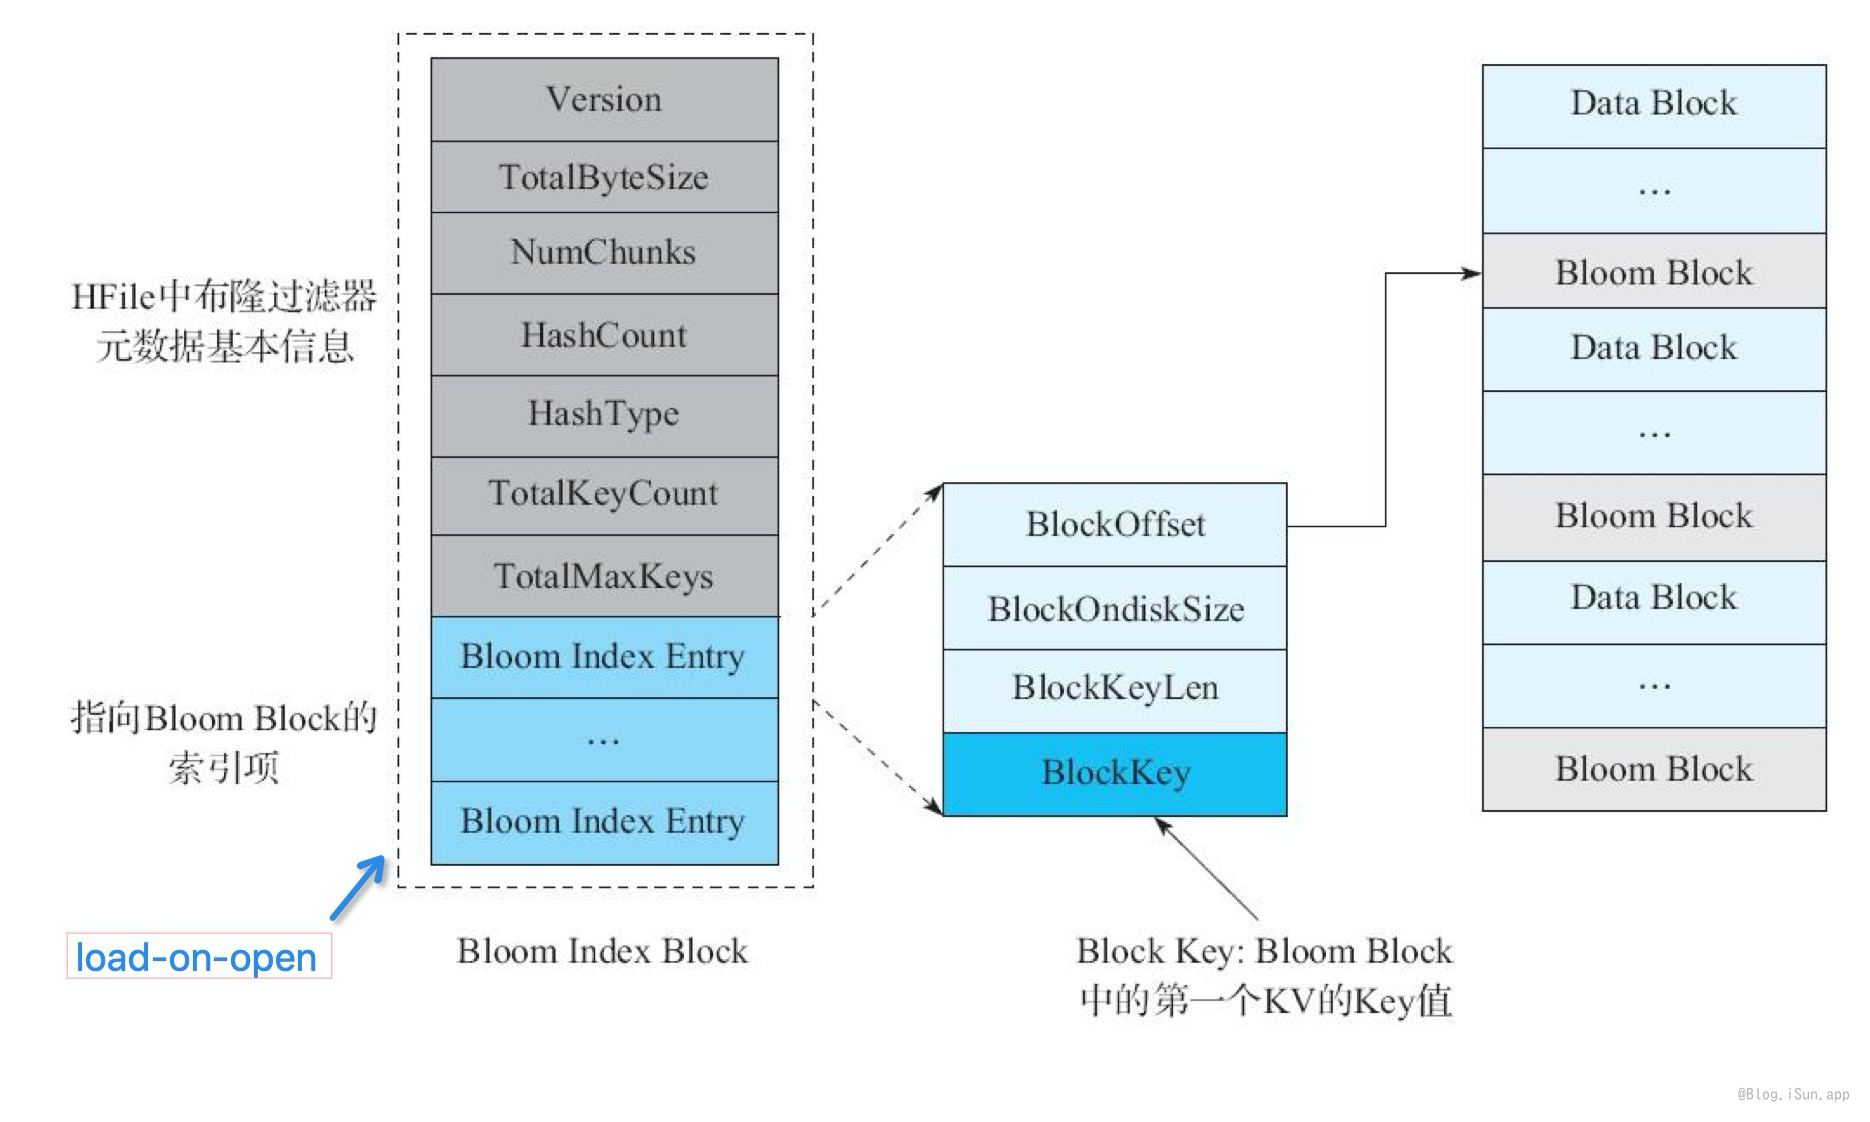 Version
TotalByteSize
NumChunks
HashCount
HashType
TotalKeyCount
TotalMaxKeys
Bloom Index Entry
...
Bloom Index Entry
HFile中布隆过滤器
元数据基本信息
指向Bloom Block的
索引项
load-on-open
Bloom Index Block
BlockOffset
BlockOndiskSize
BlockKeyLen
BlockKey
Block Key: Bloom Block
中的第一个KV的Key值
Data Block
...
Bloom Block
Data Block
...
Bloom Block
Data Block
...
Bloom Block
@Blog.iSun.app